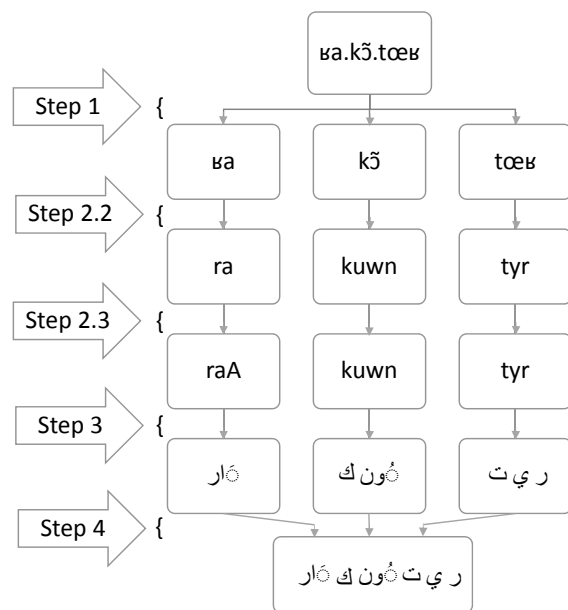 ʁa.kɔ̃.tœʁ
Step 1 {
ʁa kɔ̃ tœʁ
Step 2.2 {
ra kuwn tyr
Step 2.3 {
raA kuwn tyr
Step 3 {
◌َار
◌ُون ك
ر ي ت
Step 4 {
ر ي ت ◌ُون ك ◌َار